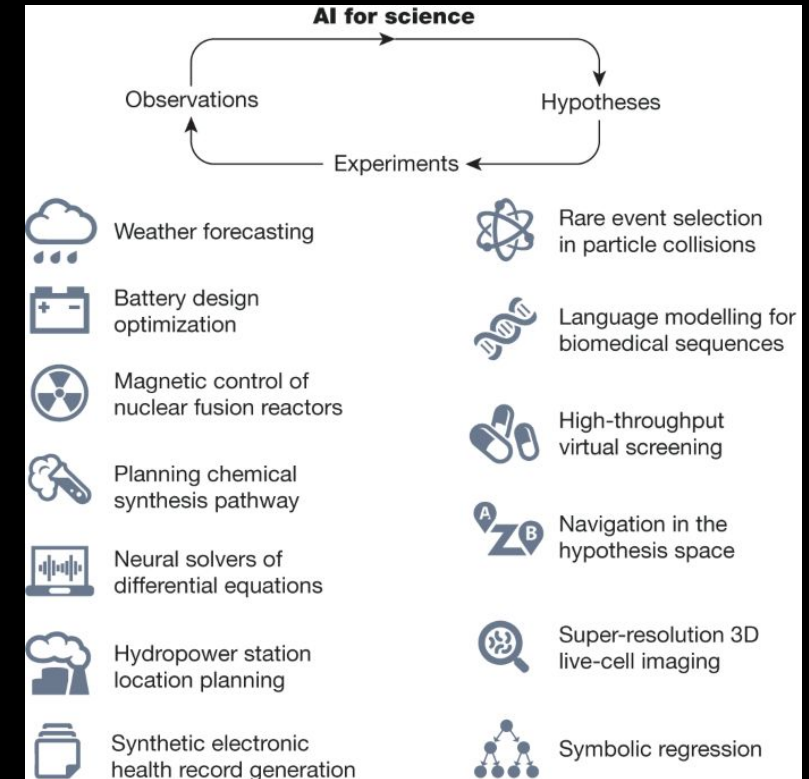 AI for science
Observations
Hypotheses
Experiments
Weather forecasting
Battery design
optimization
Magnetic control of
nuclear fusion reactors
Planning chemical
synthesis pathway
Neural solvers of
differential equations
Hydropower station
location planning
Synthetic electronic
health record generation
Rare event selection
in particle collisions
Language modelling for
biomedical sequences
High-throughput
virtual screening
A
B
Navigation in the
hypothesis space
Super-resolution 3D
live-cell imaging
Symbolic regression